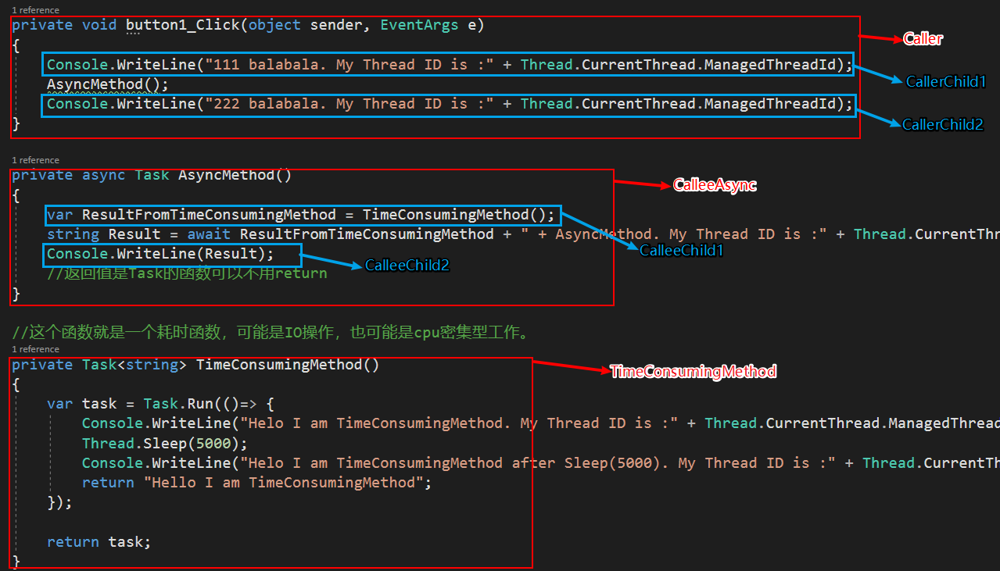 1 reference
private void button1_Click(object sender, EventArgs e)
Caller
{
Console.WriteLine("111 balabala. My Thread ID is :" + Thread.CurrentThread.ManagedThreadId);
CallerChild1
AsyncMethod();
Console.WriteLine("222 balabala. My Thread ID is :" + Thread.CurrentThread.ManagedThreadId);
CallerChild2
}
1 reference
private async Task AsyncMethod()
CalleeAsync
{
var ResultFromTimeConsumingMethod = TimeConsumingMethod();
string Result = await ResultFromTimeConsumingMethod + " + AsyncMethod. My Thread ID is :" + Thread.CurrentThr
CalleeChild1
Console.WriteLine(Result);
CalleeChild2
//返回值是Task的函数可以不用return
}
//这个函数就是一个耗时函数，可能是IO操作，也可能是cpu密集型工作。
1 reference
private Task<string> TimeConsumingMethod()
TimeConsumingMethod
{
var task = Task.Run(()=> {
Console.WriteLine("Helo I am TimeConsumingMethod. My Thread ID is :" + Thread.CurrentThread.ManagedThread
Thread.Sleep(5000);
Console.WriteLine("Helo I am TimeConsumingMethod after Sleep(5000). My Thread ID is :" + Thread.CurrentTh
return "Hello I am TimeConsumingMethod";
});
return task;
}